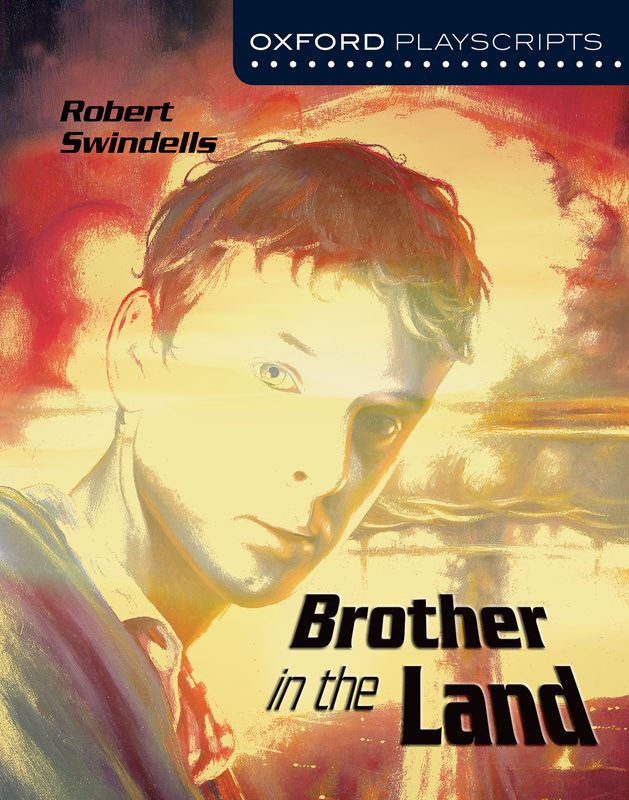 OXFORD PLAYSCRIPTS
Robert
Swindells
Brother
in the Land